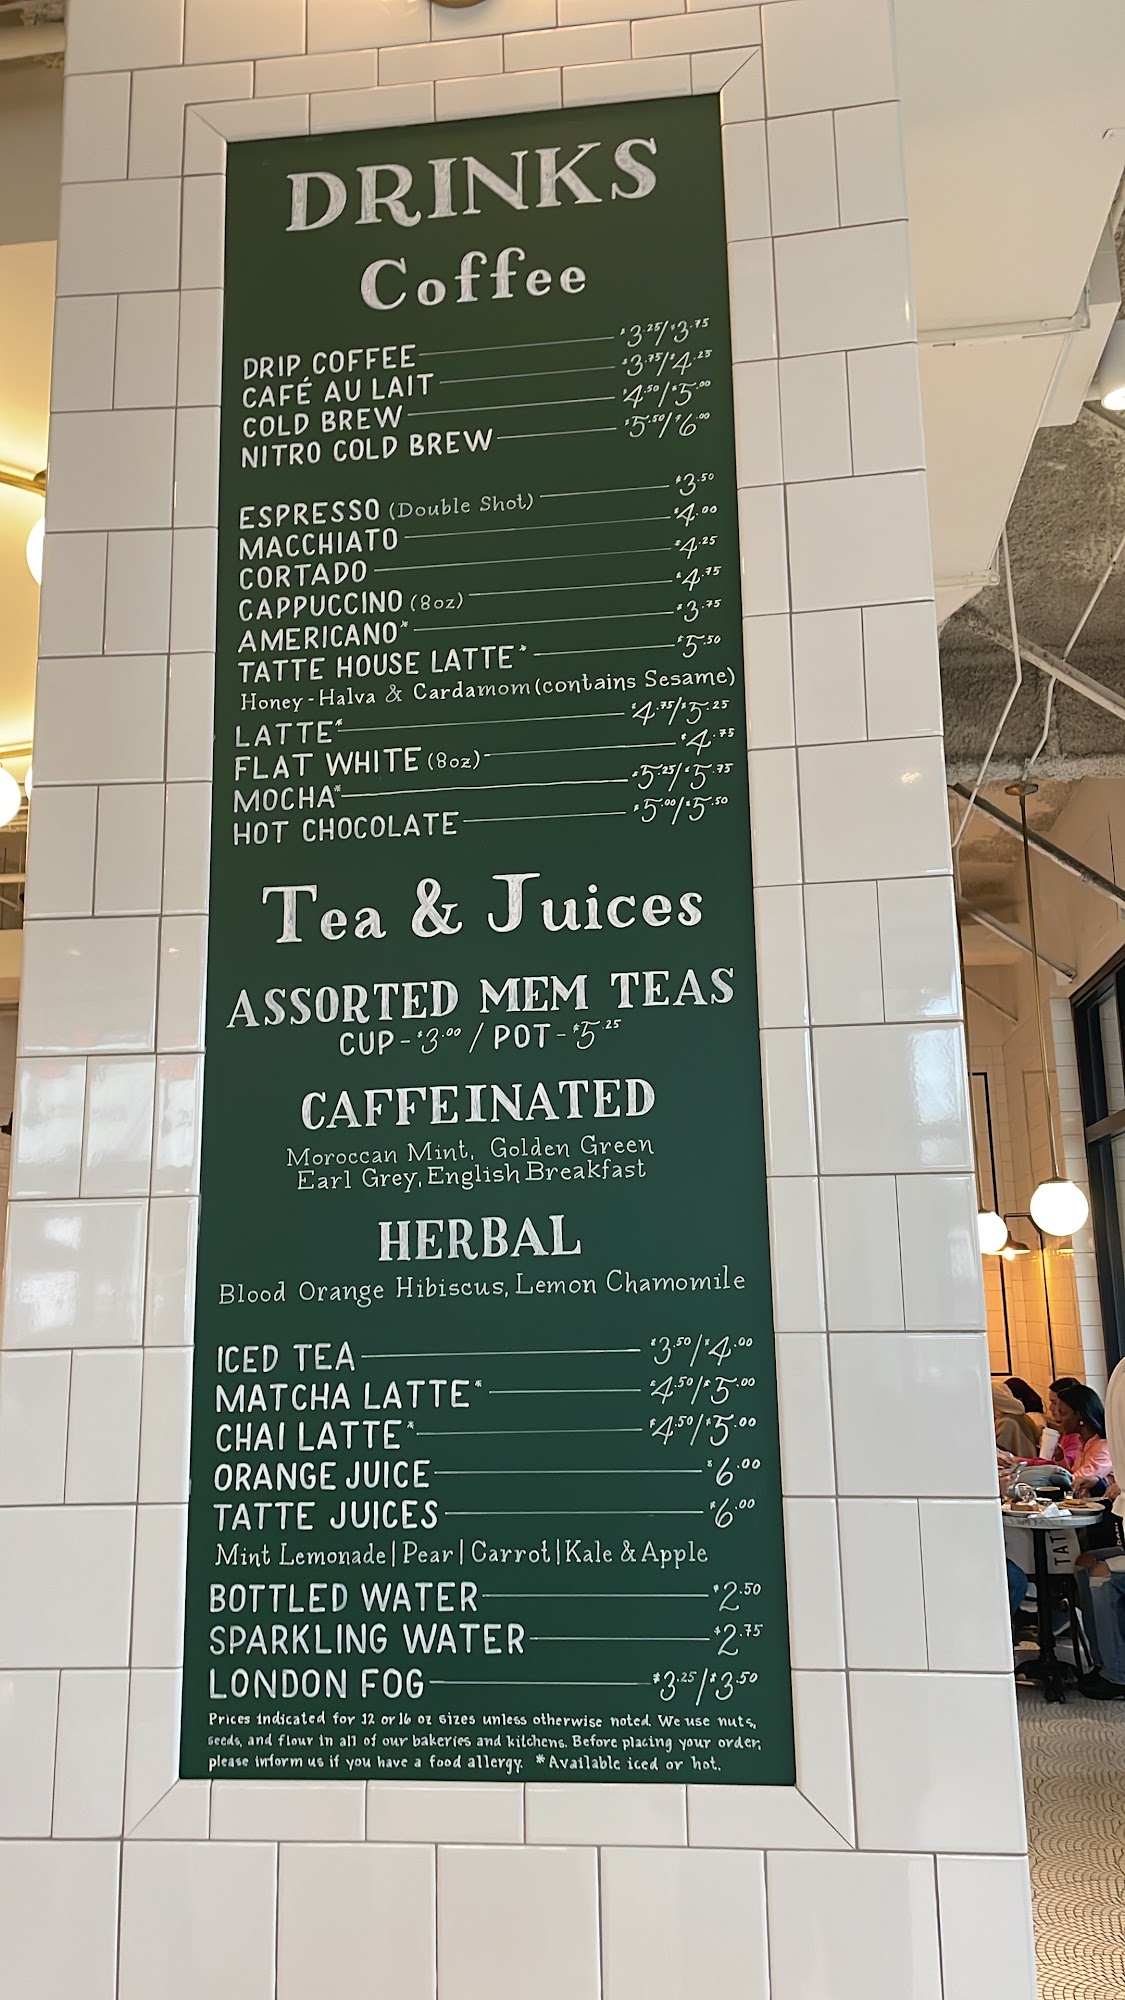 DRINKS
Coffee
DRIP COFFEE $3.25/$3.75
CAFÉ AU LAIT $3.75/$4.25
COLD BREW $4.50/$5.00
NITRO COLD BREW $5.50/$6.00
ESPRESSO (Double Shot) $3.50
MACCHIATO $4.00
CORTADO $4.25
CAPPUCCINO (8oz) $4.75
AMERICANO* $3.75
TATTE HOUSE LATTE* $5.50
Honey-Halva & Cardamom (contains Sesame)
LATTE* $4.75/$5.25
FLAT WHITE (8oz) $4.75
MOCHA* $5.25/$5.75
HOT CHOCOLATE $5.00/$5.50
Tea & Juices
ASSORTED MEM TEAS
CUP - $3.00 / POT - $5.25
CAFFEINATED
Moroccan Mint, Golden Green
Earl Grey, English Breakfast
HERBAL
Blood Orange Hibiscus, Lemon Chamomile
ICED TEA $3.50/$4.00
MATCHA LATTE* $4.50/$5.00
CHAI LATTE* $4.50/$5.00
ORANGE JUICE $6.00
TATTE JUICES $6.00
Mint Lemonade | Pear | Carrot | Kale & Apple
BOTTLED WATER $2.50
SPARKLING WATER $2.75
LONDON FOG $3.25/$3.50
Prices indicated for 12 or 16 oz sizes unless otherwise noted. We use nuts,
seeds, and flour in all of our bakeries and kitchens. Before placing your order,
please inform us if you have a food allergy. *Available iced or hot.
TAT